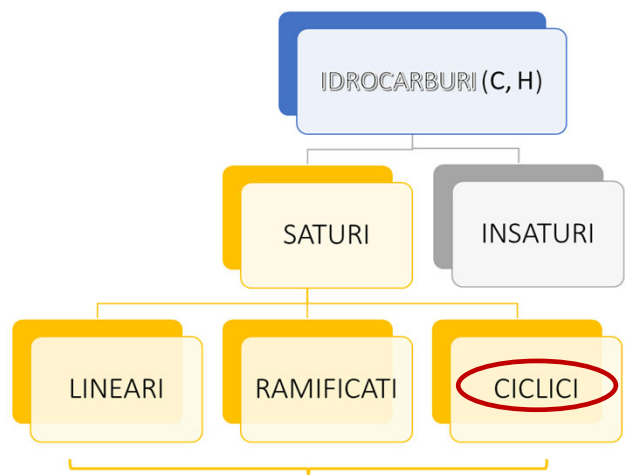 IDROCARBURI (C, H)
SATURI
INSATURI
LINEARI
RAMIFICATI
CICLICI